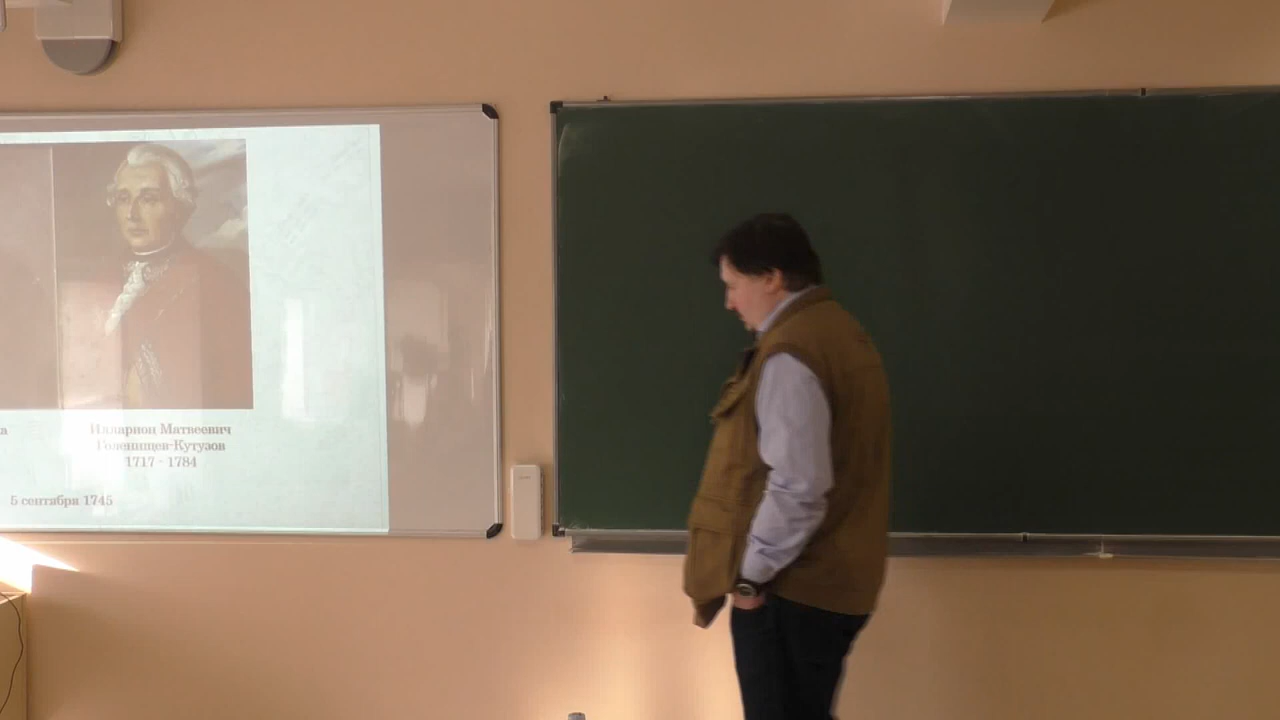 а
Илларион Матвеевич
Голенищев-Кутузов
1717 - 1784
5 сентября 1745